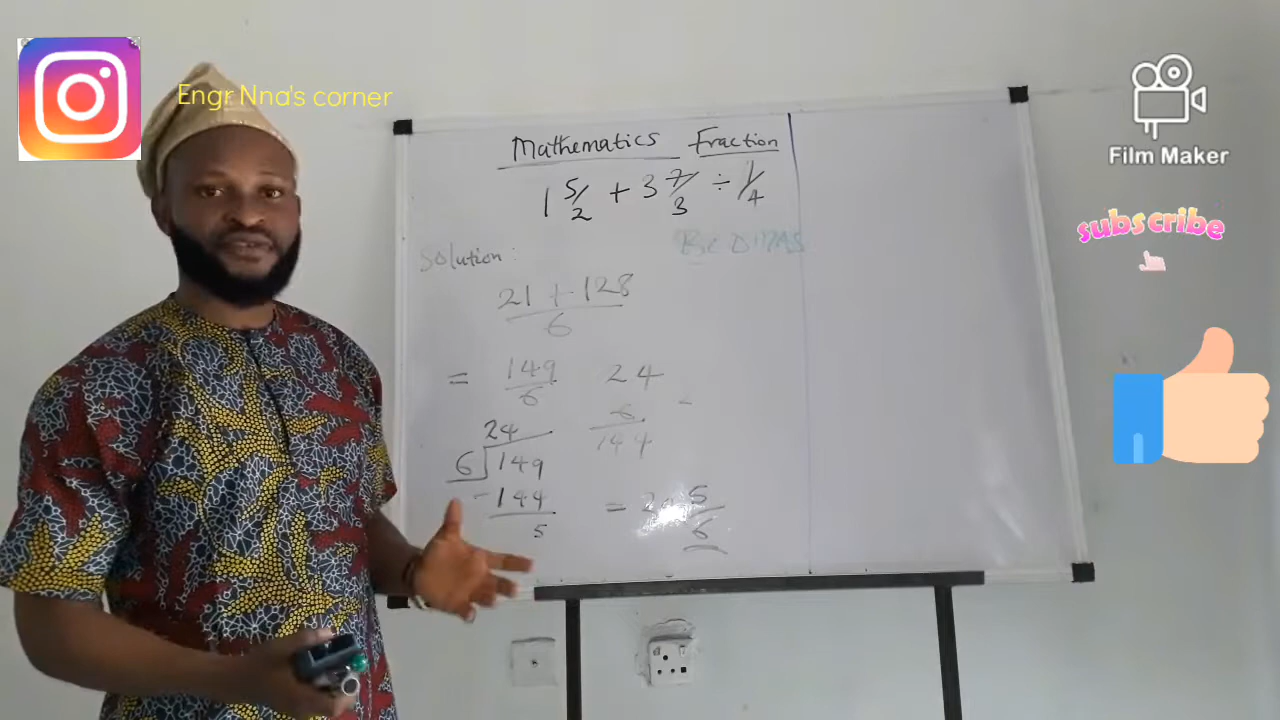 Engr Nna's corner
Film Maker
subscribe
Mathematics Fraction
1 5/2 + 3 7/3 ÷ 1/4
Solution:
21 + 128
6
= 149
6
24
6
144
24
6 149
- 144
5
= 24 5
6